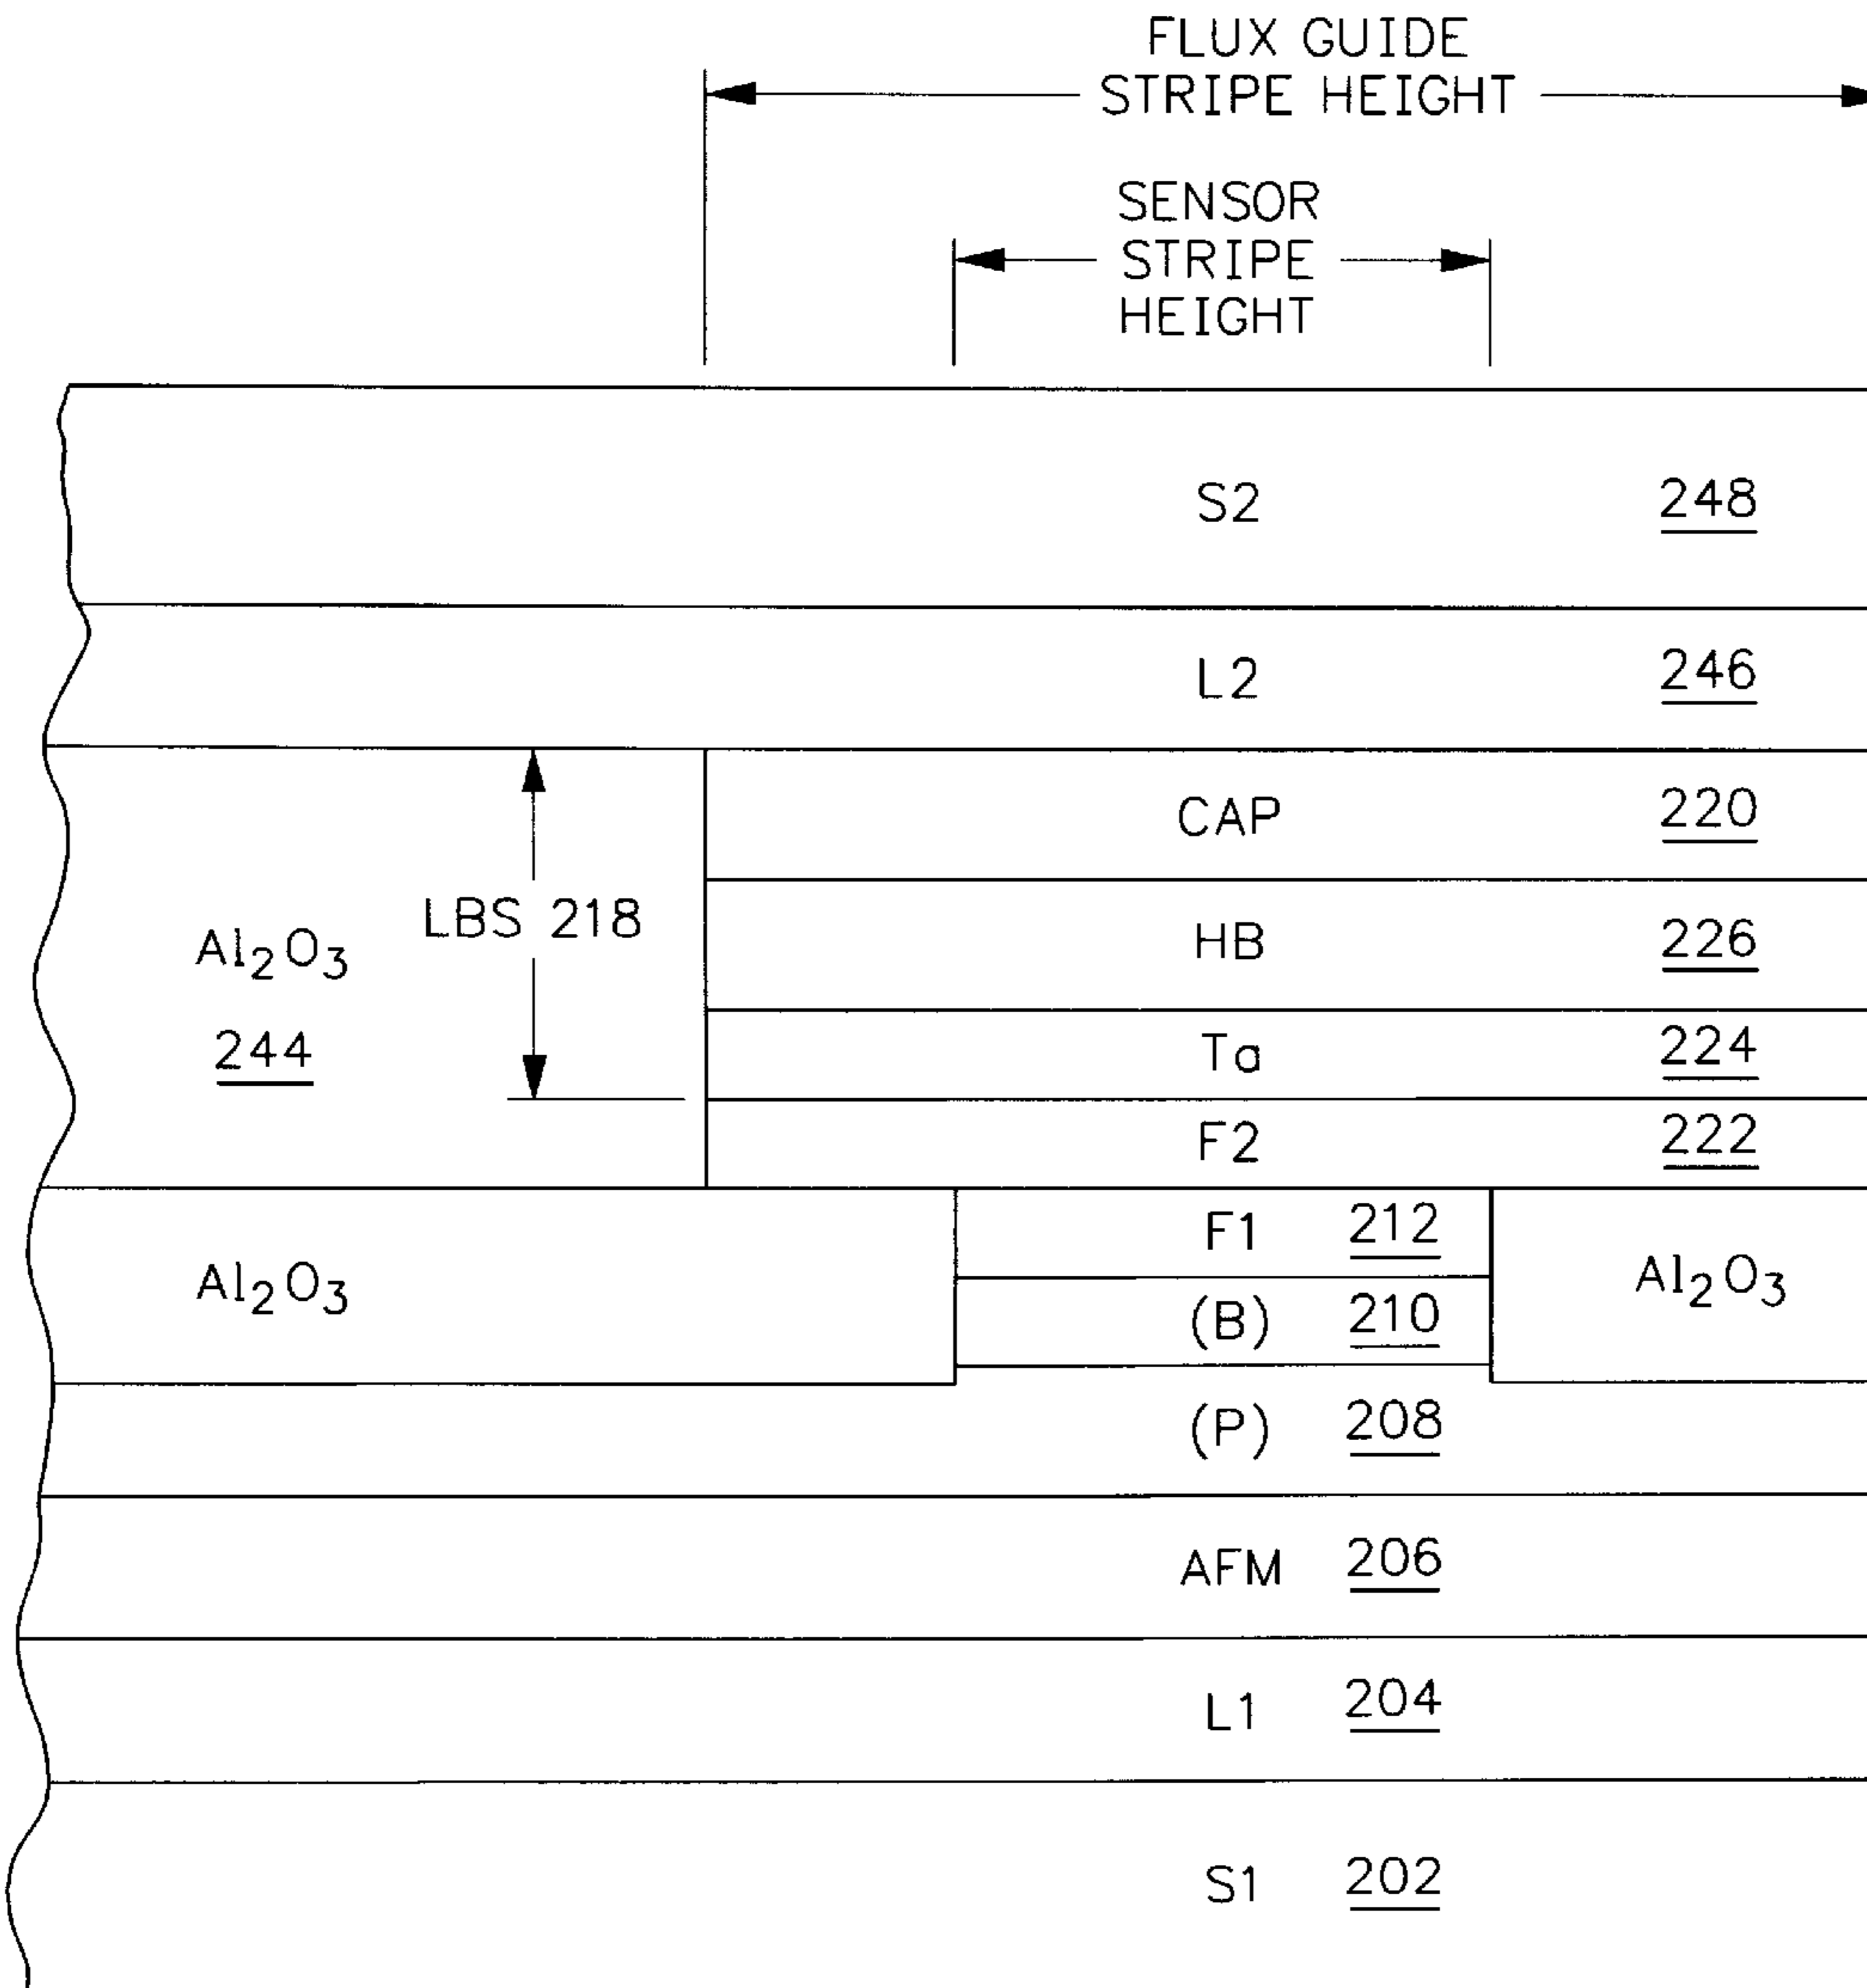 FLUX GUIDE
STRIPE HEIGHT
SENSOR
STRIPE
HEIGHT
S2 248
L2 246
CAP 220
LBS 218
HB 226
Al₂O₃
244
Ta 224
F2 222
F1 212
Al₂O₃
(B) 210
Al₂O₃
(P) 208
AFM 206
L1 204
S1 202